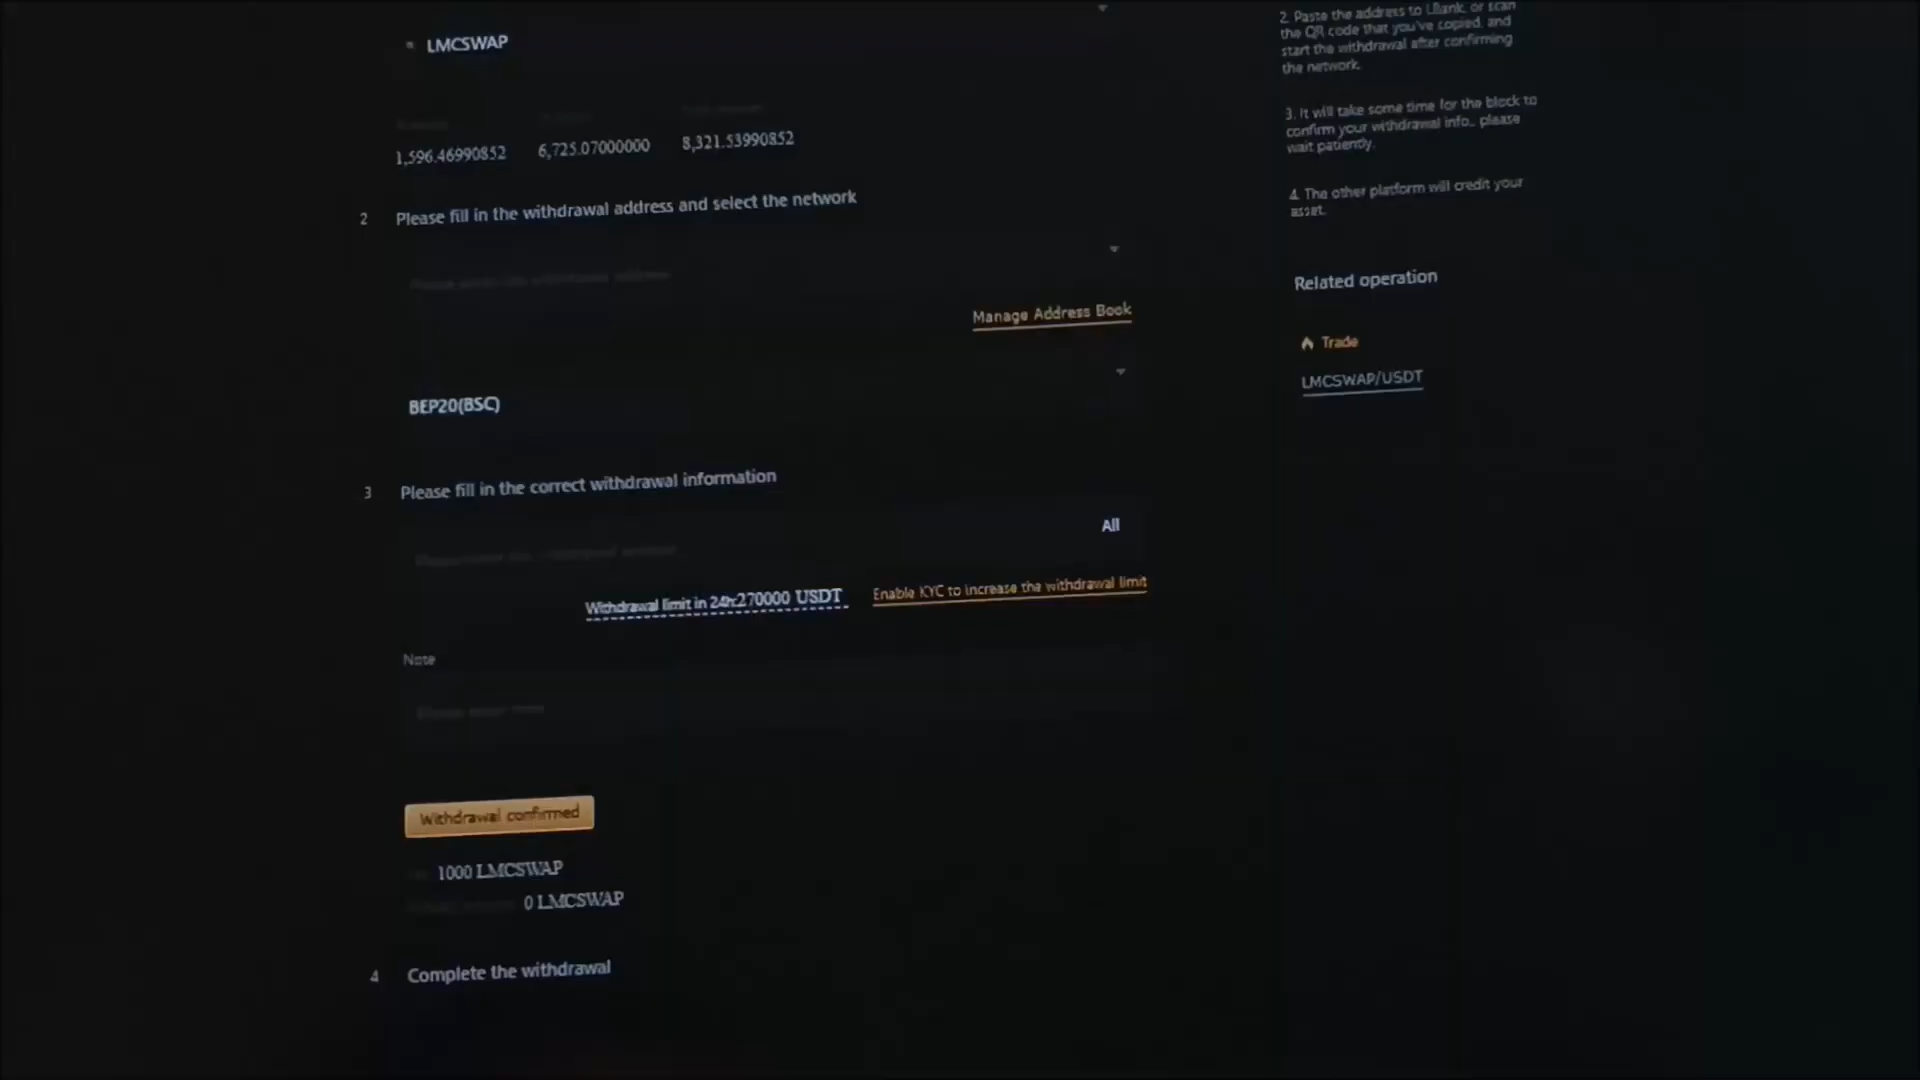 LMCSWAP
1,596.46990852 6,725.07000000 8,321.53990852
2 Please fill in the withdrawal address and select the network
Manage Address Book
BEP20(BSC)
3 Please fill in the correct withdrawal information
All
Withdrawal limit in 24h:270000 USDT Enable KYC to increase the withdrawal limit
Note
Please enter note
Withdrawal confirmed
1000 LMCSWAP
0 LMCSWAP
4 Complete the withdrawal
2. Paste the address to LBank, or scan
the QR code that you've copied, and
start the withdrawal after confirming
the network.
3. It will take some time for the block to
confirm your withdrawal info., please
wait patiently.
4. The other platform will credit your
asset.
Related operation
Trade
LMCSWAP/USDT